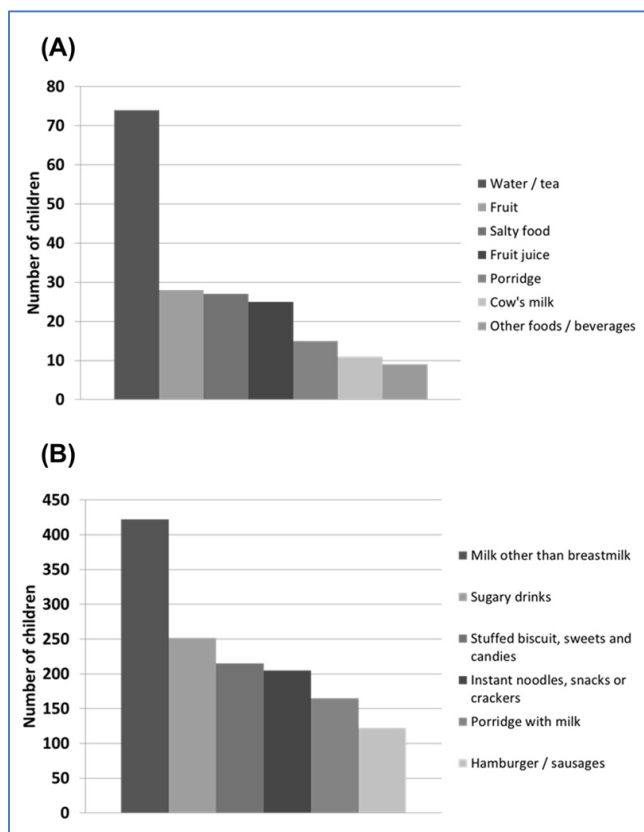 (A)
80
70
60
50
40
30
20
10
0
Number of children
Water / tea
Fruit
Salty food
Fruit juice
Porridge
Cow's milk
Other foods / beverages
(B)
450
400
350
300
250
200
150
100
50
0
Number of children
Milk other than breastmilk
Sugary drinks
Stuffed biscuit, sweets and
candies
Instant noodles, snacks or
crackers
Porridge with milk
Hamburger / sausages